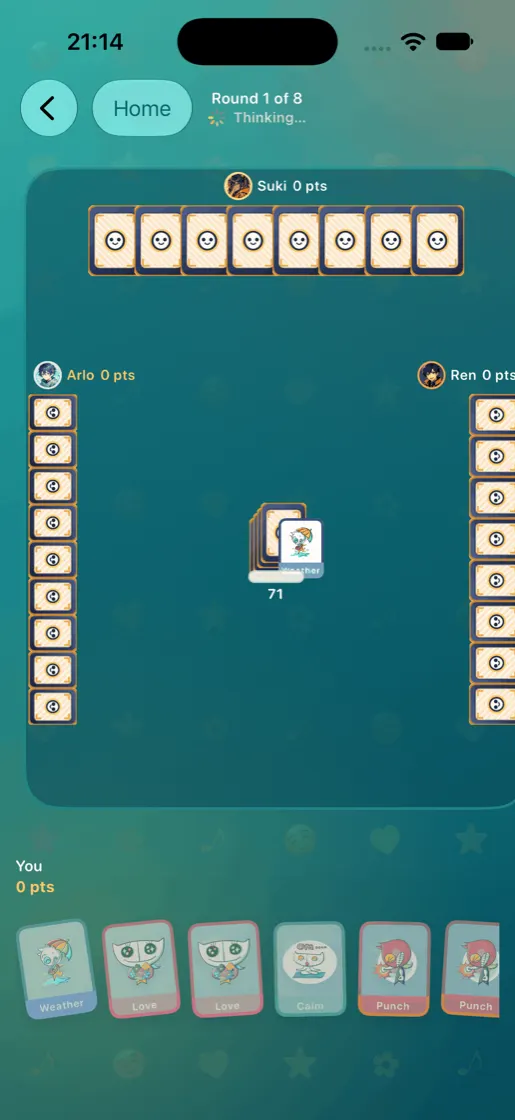 21:14
Home
Round 1 of 8
Thinking...
Suki 0 pts
Arlo 0 pts
Ren 0 pts
Weather
71
You
0 pts
Weather
Love
Love
Calm
Punch
Punch